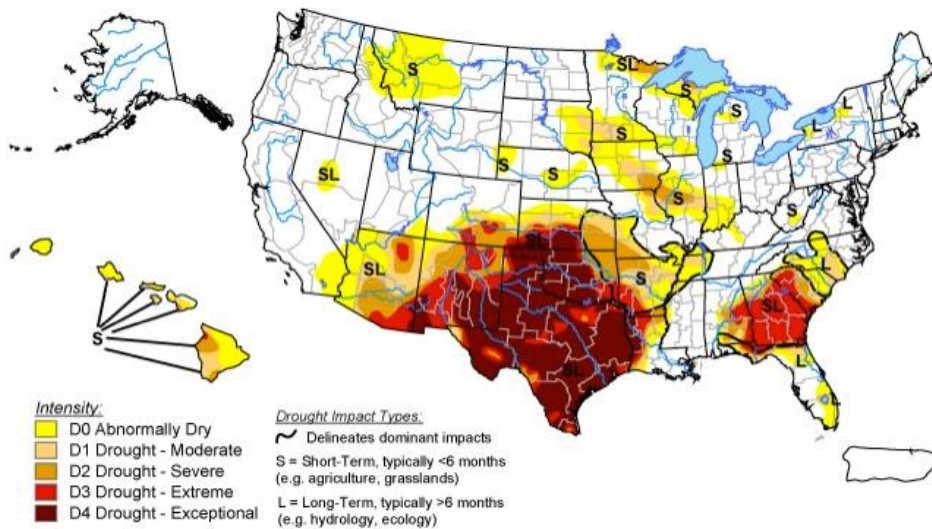 S
SL
S
S
S
L
L
S
S
SL
S
S
S
S
SL
SL
S
L
SL
SL
L
L
S
Intensity:
D0 Abnormally Dry
D1 Drought - Moderate
D2 Drought - Severe
D3 Drought - Extreme
D4 Drought - Exceptional
Drought Impact Types:
Delineates dominant impacts
S = Short-Term, typically <6 months
(e.g. agriculture, grasslands)
L = Long-Term, typically >6 months
(e.g. hydrology, ecology)